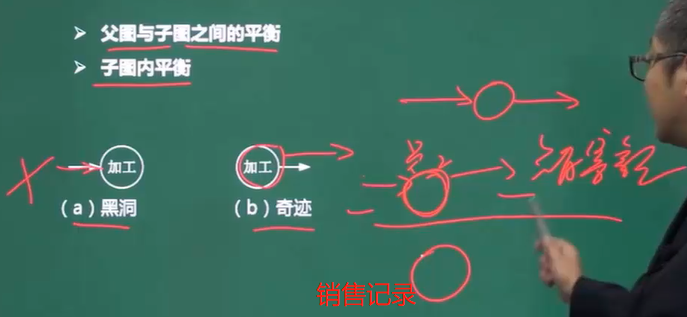 父图与子图之间的平衡
子图内平衡
加工
加工
(a)黑洞
(b)奇迹
销售记录